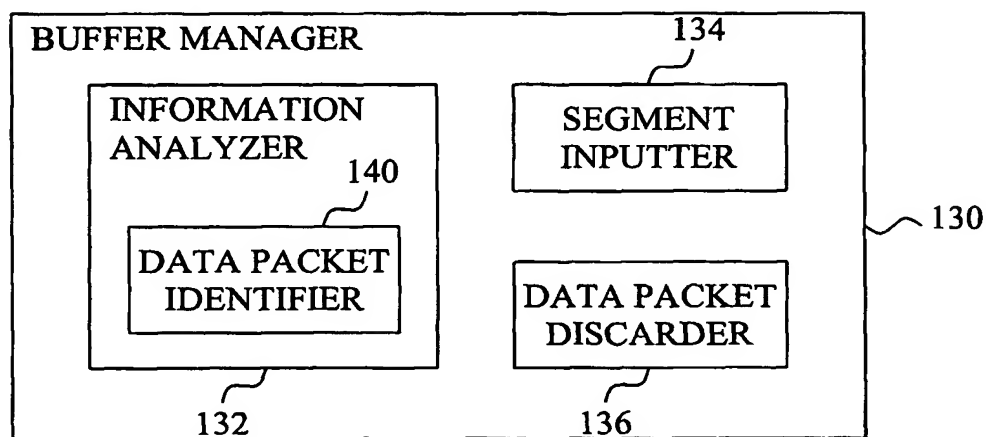 BUFFER MANAGER
134
INFORMATION
ANALYZER
SEGMENT
INPUTTER
140
130
DATA PACKET
IDENTIFIER
DATA PACKET
DISCARDER
132
136